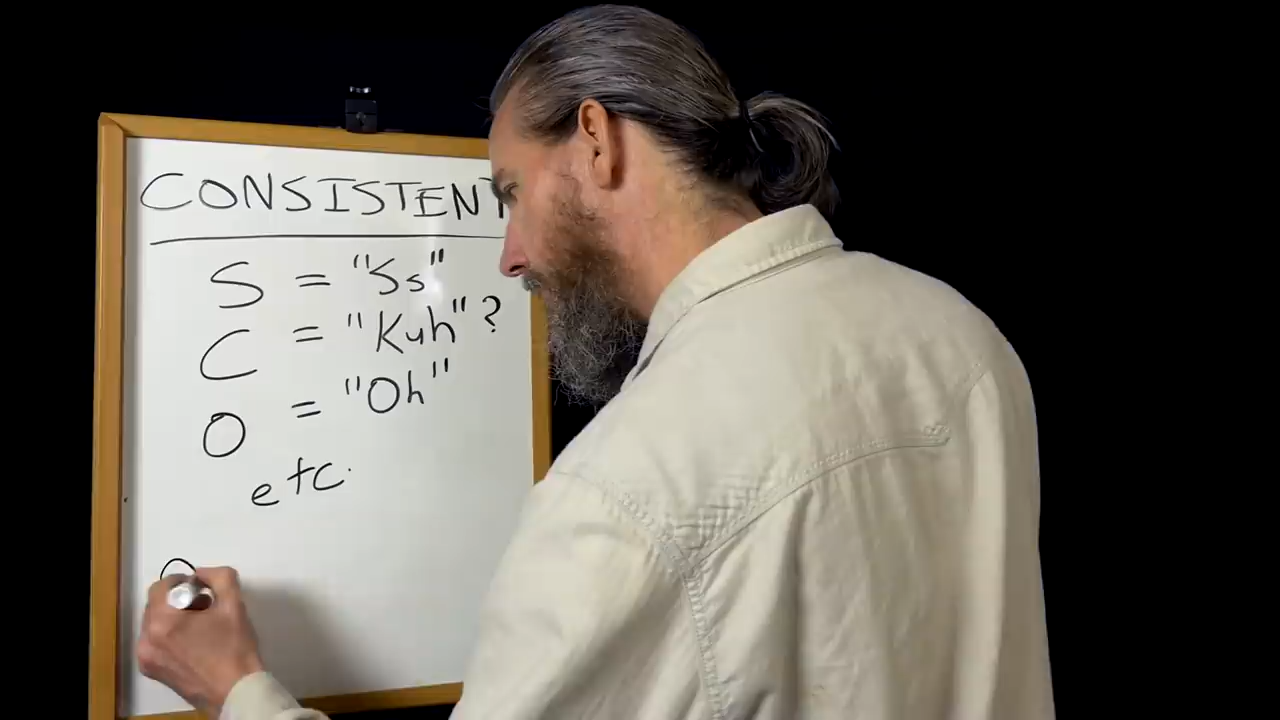 CONSISTENT
S = "Ss"
C = "Kuh"?
O = "Oh"
etc.